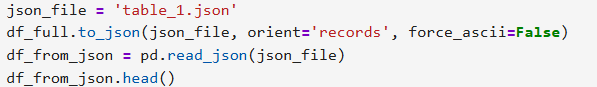 json_file = 'table_1.json'
df_full.to_json(json_file, orient='records', force_ascii=False)
df_from_json = pd.read_json(json_file)
df_from_json.head()